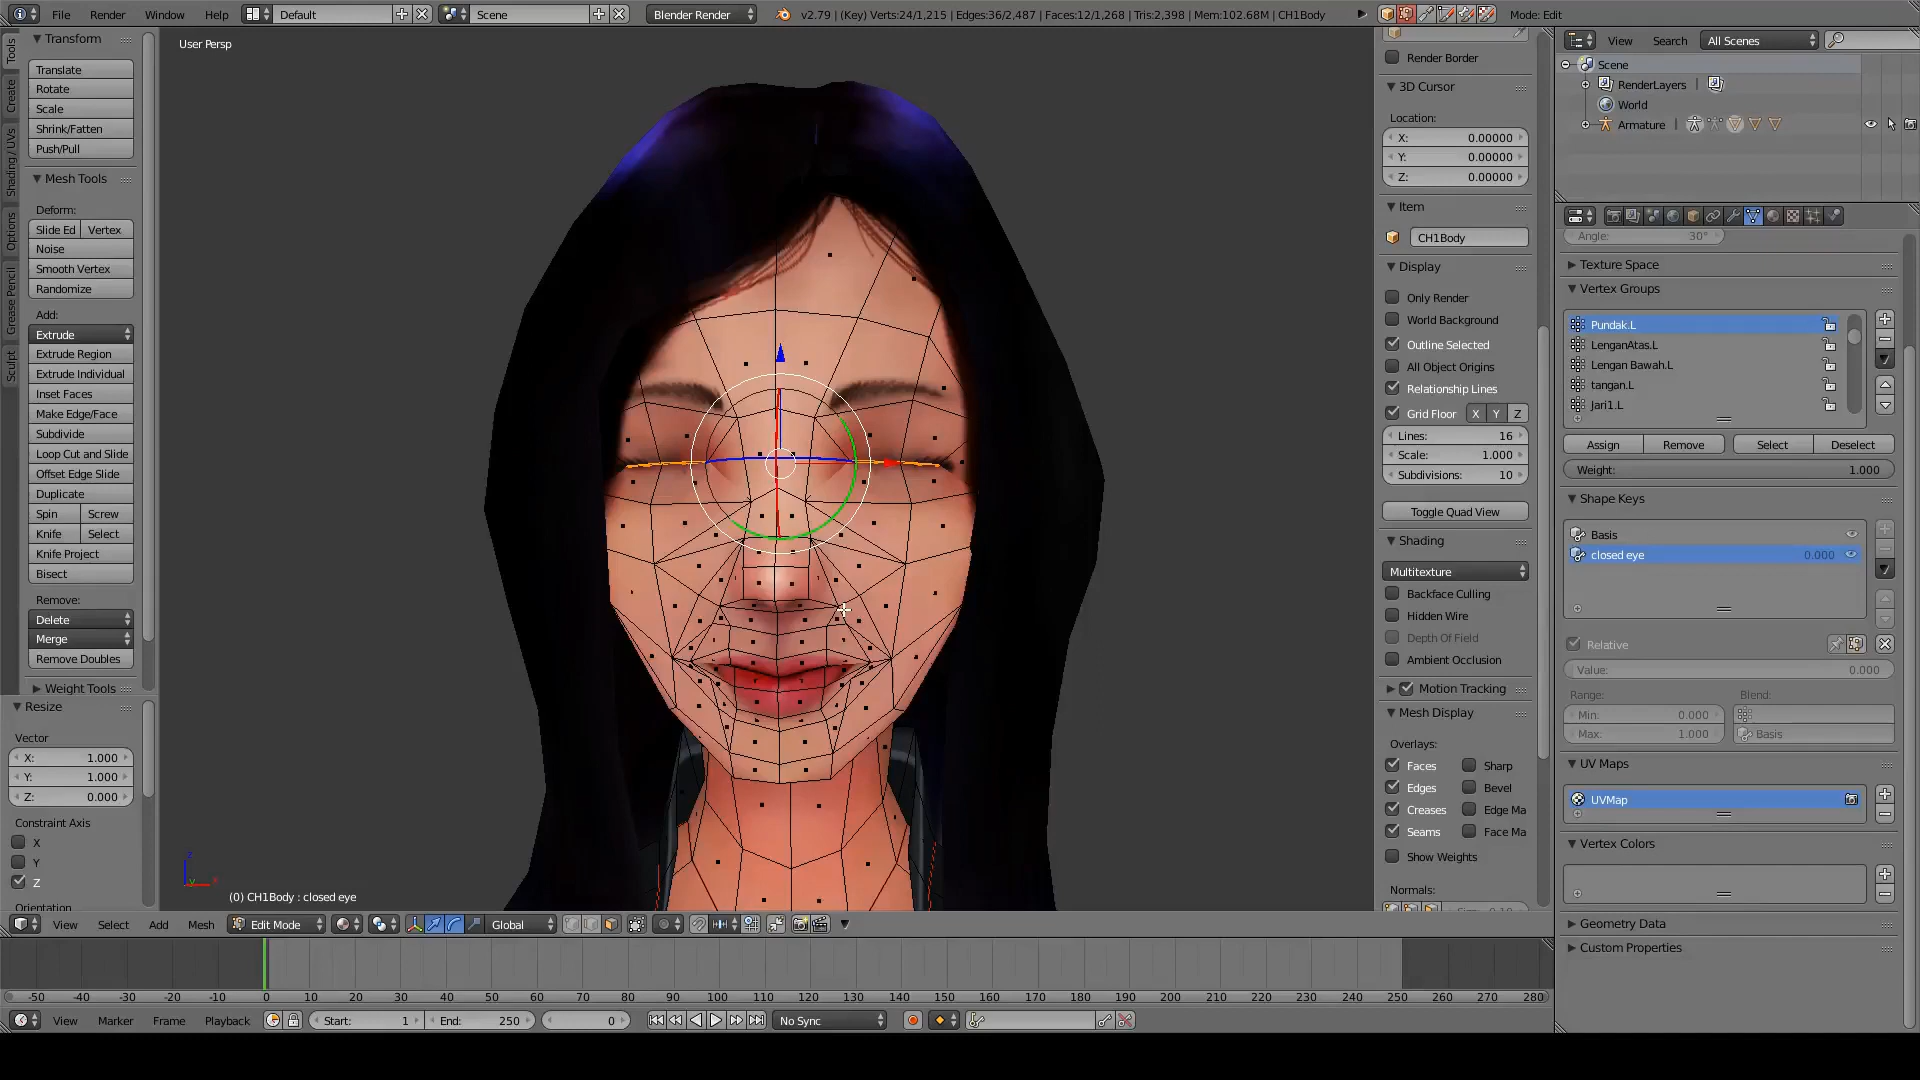 File Render Window Help Default Scene Blender Render v2.79 | (Key) Verts:24/1,215 | Edges:36/2,487 | Faces:12/1,268 | Tris:2,398 | Mem:102.68M | CH1Body Mode: Edit
Tools
Create
Shading / UVs
Options
Grease Pencil
Sculpt
Transform
Translate
Rotate
Scale
Shrink/Fatten
Push/Pull
Mesh Tools
Deform:
Slide Ed Vertex
Noise
Smooth Vertex
Randomize
Add:
Extrude
Extrude Region
Extrude Individual
Inset Faces
Make Edge/Face
Subdivide
Loop Cut and Slide
Offset Edge Slide
Duplicate
Spin Screw
Knife Select
Knife Project
Bisect
Remove:
Delete
Merge
Remove Doubles
Weight Tools
Resize
Vector
X: 1.000
Y: 1.000
Z: 0.000
Constraint Axis
X
Y
Z
Orientation
User Persp
(0) CH1Body : closed eye
Render Border
3D Cursor
Location:
X: 0.00000
Y: 0.00000
Z: 0.00000
Item
CH1Body
Display
Only Render
World Background
Outline Selected
All Object Origins
Relationship Lines
Grid Floor X Y Z
Lines: 16
Scale: 1.000
Subdivisions: 10
Toggle Quad View
Shading
Multitexture
Backface Culling
Hidden Wire
Depth Of Field
Ambient Occlusion
Motion Tracking
Mesh Display
Overlays:
Faces Sharp
Edges Bevel
Creases Edge Ma
Seams Face Ma
Show Weights
Normals:
View Search All Scenes
Scene
RenderLayers |
World
Armature |
Angle: 30°
Texture Space
Vertex Groups
Pundak.L
LenganAtas.L
Lengan Bawah.L
tangan.L
Jari1.L
Assign Remove Select Deselect
Weight: 1.000
Shape Keys
Basis
closed eye 0.000
Relative
Value: 0.000
Range: Blend:
Min: 0.000
Max: 1.000 Basis
UV Maps
UVMap
Vertex Colors
Geometry Data
Custom Properties
View Select Add Mesh Edit Mode Global
-50 -40 -30 -20 -10 0 10 20 30 40 50 60 70 80 90 100 110 120 130 140 150 160 170 180 190 200 210 220 230 240 250 260 270 280
View Marker Frame Playback Start: 1 End: 250 0 No Sync